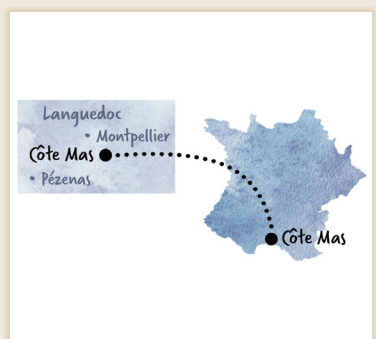 Languedoc
• Montpellier
Côte Mas
• Pézenas
Côte Mas